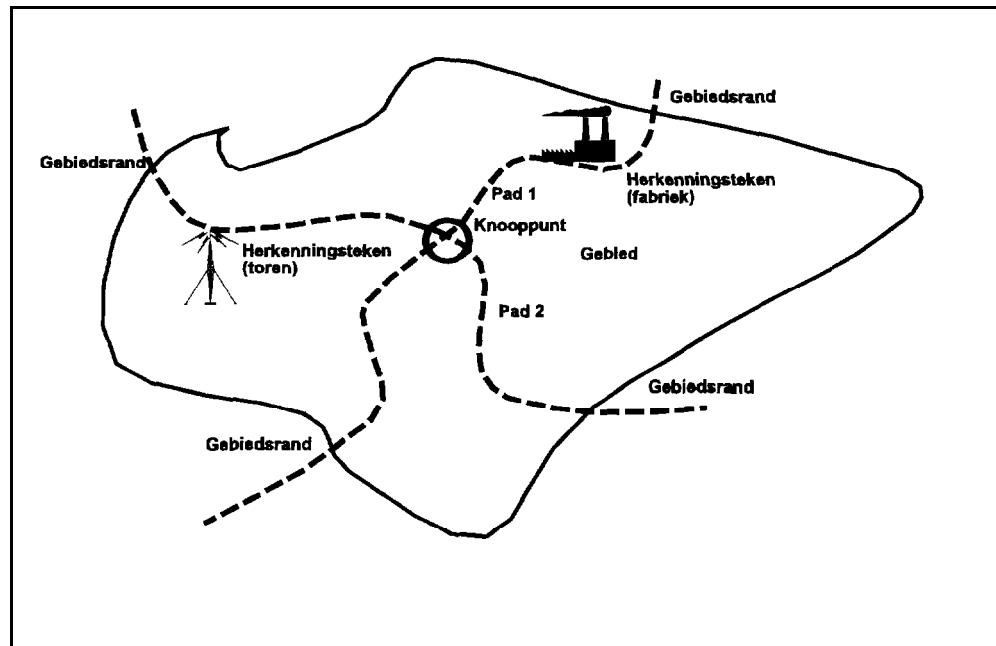 Gebiedsrand
Gebiedsrand
Herkenningsteken
(fabriek)
Pad 1
Knooppunt
Herkenningsteken
(toren)
Gebied
Pad 2
Gebiedsrand
Gebiedsrand